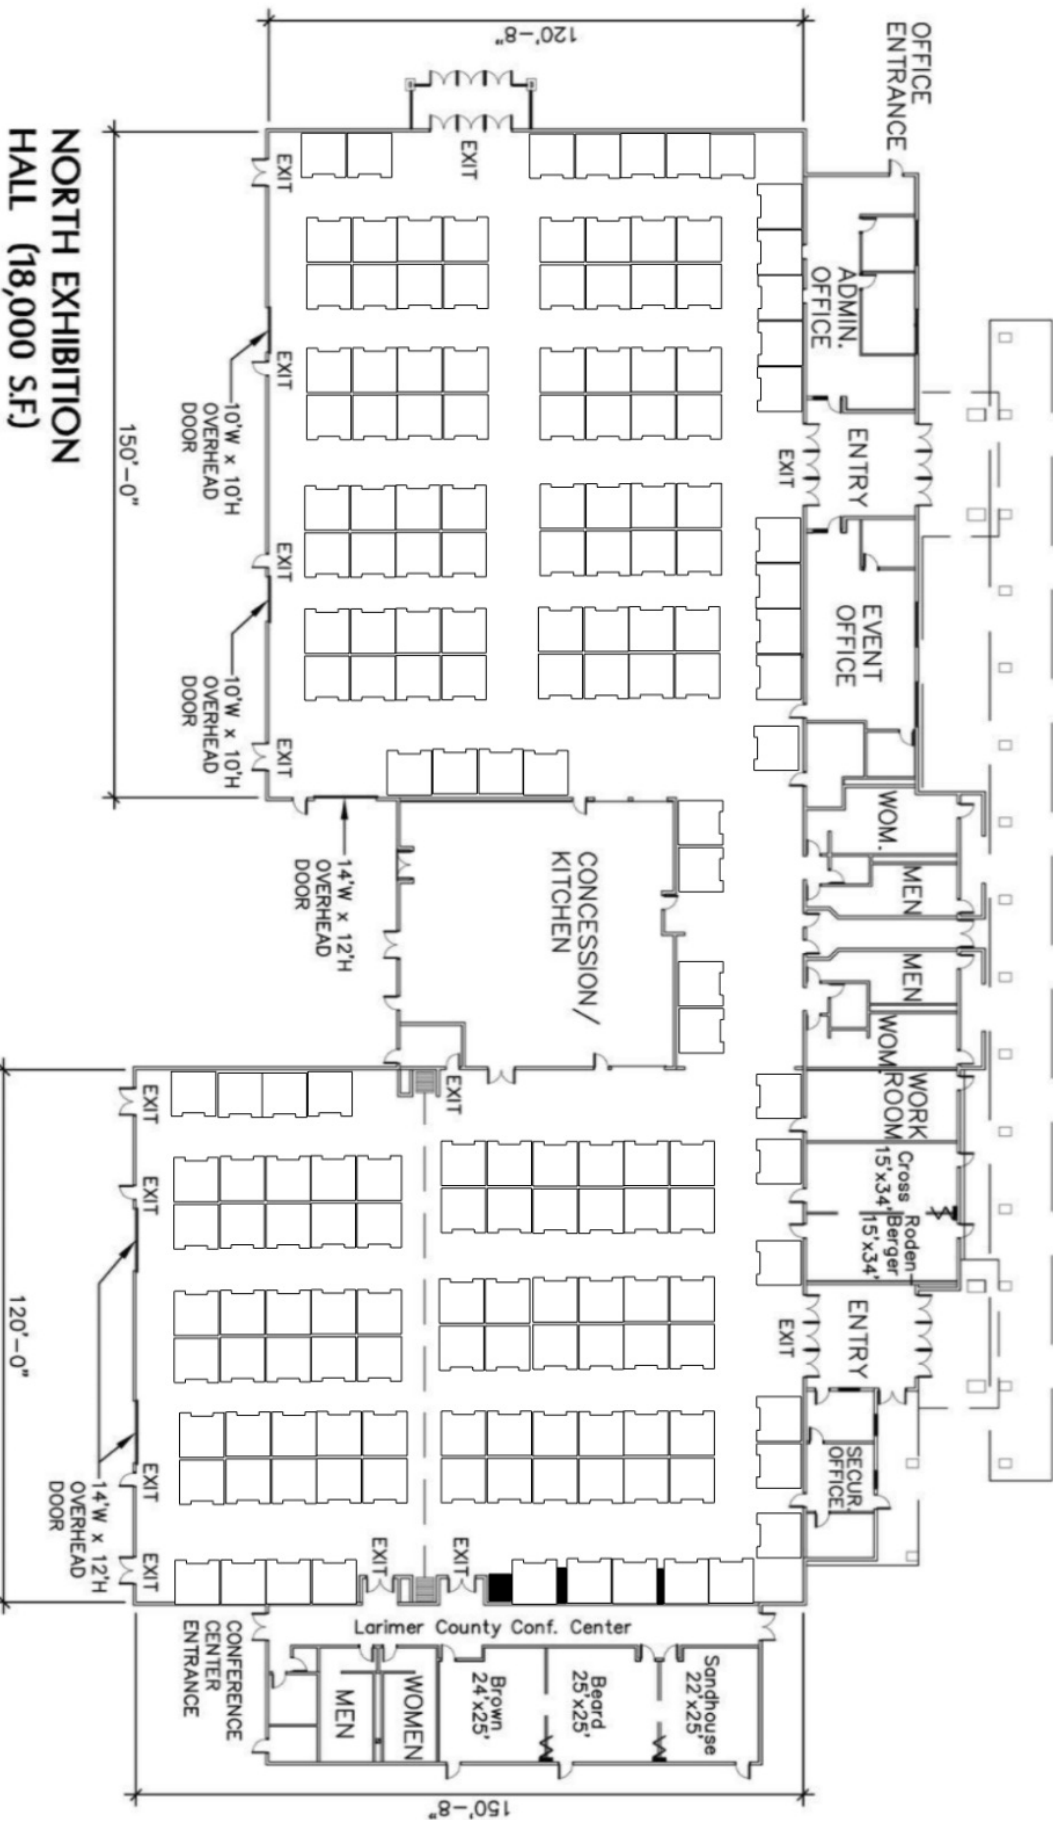 120'-8"
OFFICE
ENTRANCE
EXIT
EXIT
ADMIN.
OFFICE
EXIT
10'W x 10'H
OVERHEAD
DOOR
ENTRY
EXIT
NORTH EXHIBITION
HALL (18,000 S.F.)
150'-0"
EXIT
EVENT
OFFICE
10'W x 10'H
OVERHEAD
DOOR
EXIT
WOM.
MEN
14'W x 12'H
OVERHEAD
DOOR
CONCESSION/
KITCHEN
MEN
WOM.
WORK
ROOM
EXIT
EXIT
EXIT
Cross
15'x34'
Roden-
Berger
15'x34'
ENTRY
EXIT
120'-0"
SECUR.
OFFICE
EXIT
14'W x 12'H
OVERHEAD
DOOR
EXIT
EXIT
EXIT
Larimer County Conf. Center
CONFERENCE
CENTER
ENTRANCE
MEN
WOMEN
Brown
24'x25'
Beard
25'x25'
Sandhouse
22'x25'
150'-8"